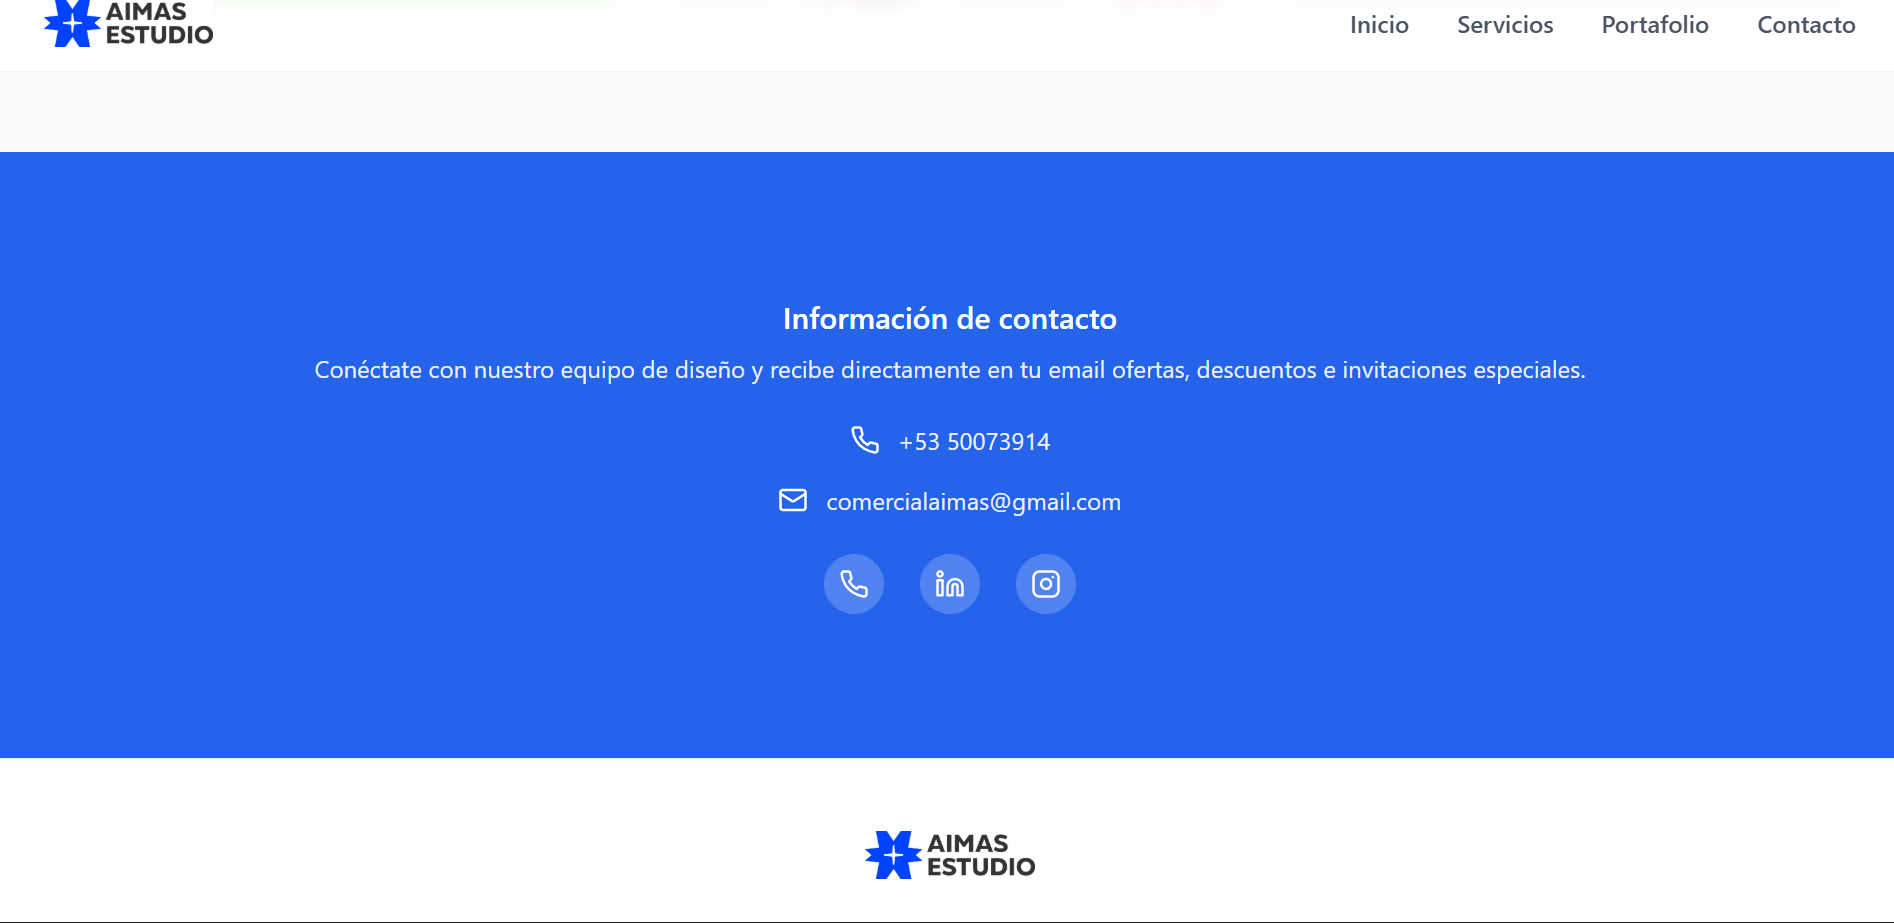 AIMAS
ESTUDIO
Inicio
Servicios
Portafolio
Contacto
Información de contacto
Conéctate con nuestro equipo de diseño y recibe directamente en tu email ofertas, descuentos e invitaciones especiales.
+53 50073914
comercialaimas@gmail.com
AIMAS
ESTUDIO